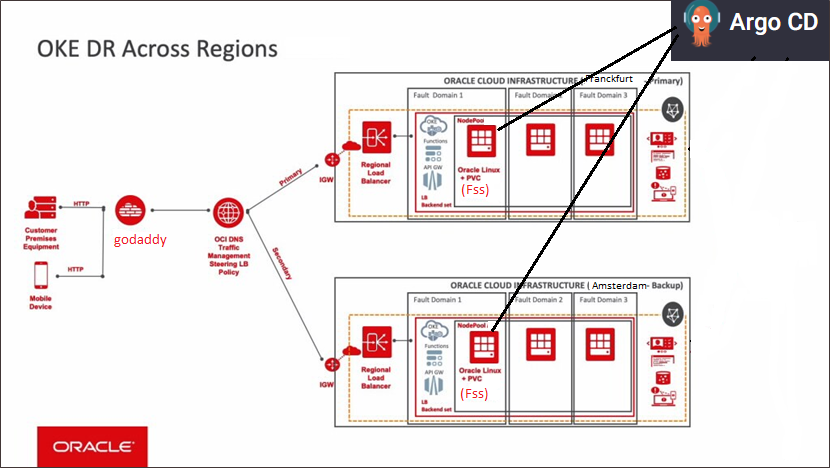 Argo CD
OKE DR Across Regions
ORACLE CLOUD INFRASTRUCTURE ( Franckfurt - Primary)
Fault Domain 1
Fault Domain 2
Fault Domain 3
OKE
Functions
API GW
LB
Backend set
NodePool
Oracle Linux
+ PVC
(Fss)
Regional
Load
Balancer
IGW
Primary
HTTP
Customer
Premises
Equipment
godaddy
OCI DNS
Traffic
Management
Steering LB
Policy
HTTP
Mobile
Device
Secondary
ORACLE CLOUD INFRASTRUCTURE ( Amsterdam- Backup)
Fault Domain 1
Fault Domain 2
Fault Domain 3
OKE
Functions
API GW
LB
Backend set
NodePool
Oracle Linux
+ PVC
(Fss)
Regional
Load
Balancer
IGW
ORACLE